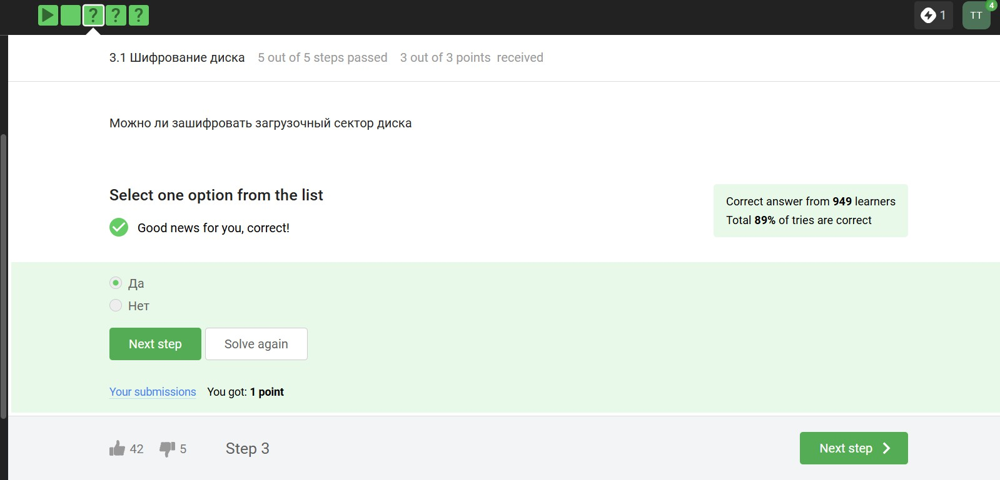 ? ? ?
1
TT
4
3.1 Шифрование диска 5 out of 5 steps passed 3 out of 3 points received
Можно ли зашифровать загрузочный сектор диска
Select one option from the list
Good news for you, correct!
Correct answer from 949 learners
Total 89% of tries are correct
Да
Нет
Next step Solve again
Your submissions You got: 1 point
42 5 Step 3 Next step